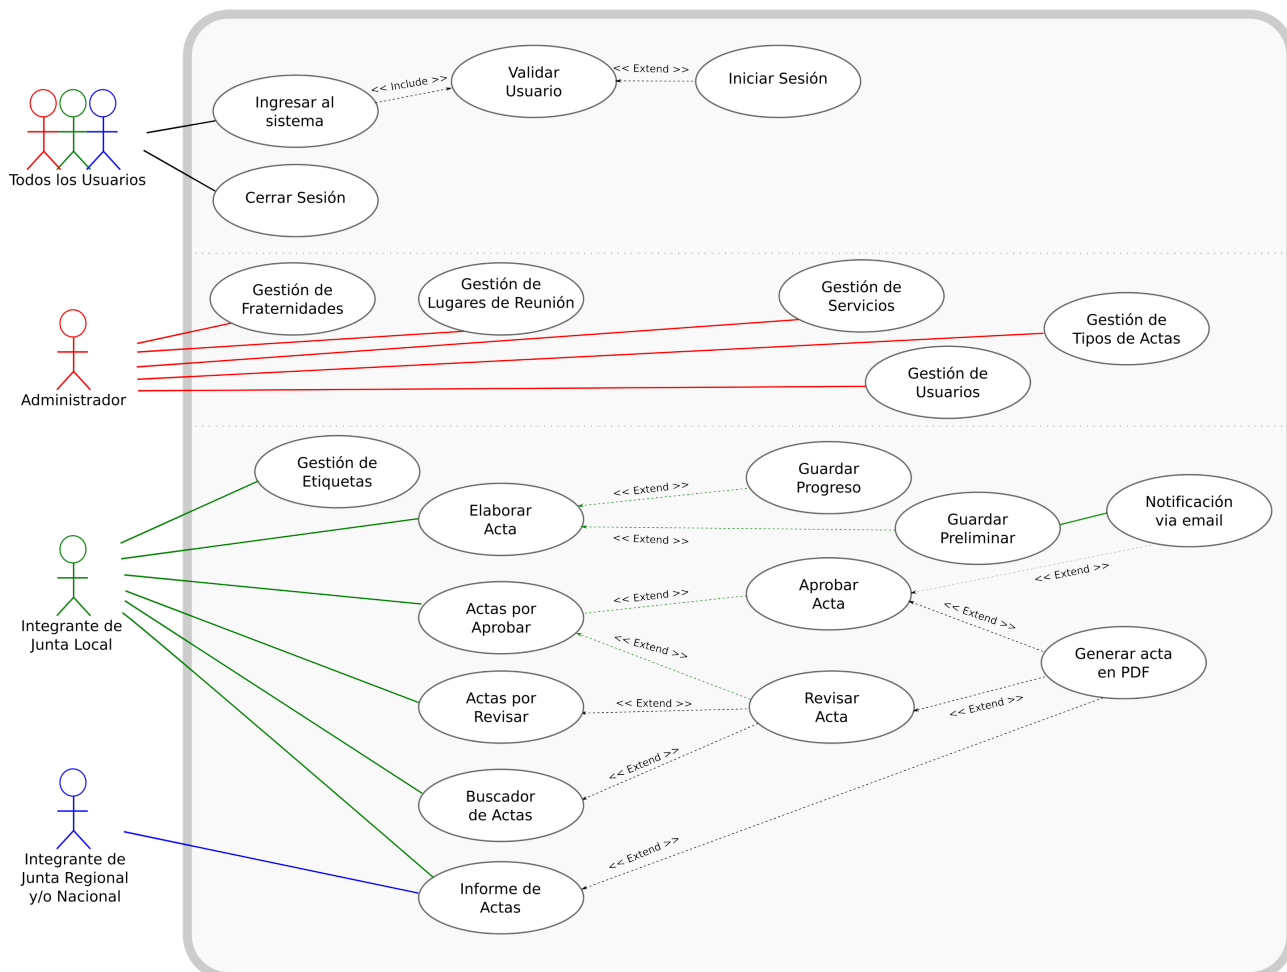 Validar
Usuario
<< Extend >>
Iniciar Sesión
<< Include >>
Ingresar al
sistema
Todos los Usuarios
Cerrar Sesión
Gestión de
Fraternidades
Gestión de
Lugares de Reunión
Gestión de
Servicios
Gestión de
Tipos de Actas
Gestión de
Usuarios
Administrador
Gestión de
Etiquetas
Guardar
Progreso
<< Extend >>
Elaborar
Acta
<< Extend >>
Guardar
Preliminar
Notificación
via email
<< Extend >>
Aprobar
Acta
<< Extend >>
Actas por
Aprobar
<< Extend >>
<< Extend >>
Integrante de
Junta Local
Generar acta
en PDF
Actas por
Revisar
<< Extend >>
Revisar
Acta
<< Extend >>
<< Extend >>
Buscador
de Actas
<< Extend >>
Integrante de
Junta Regional
y/o Nacional
Informe de
Actas